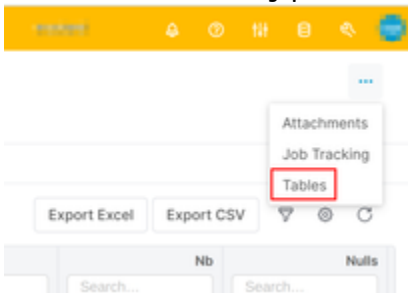 Attachments
Job Tracking
Tables
Export Excel
Export CSV
Nb
Nulls
Search...
Search...